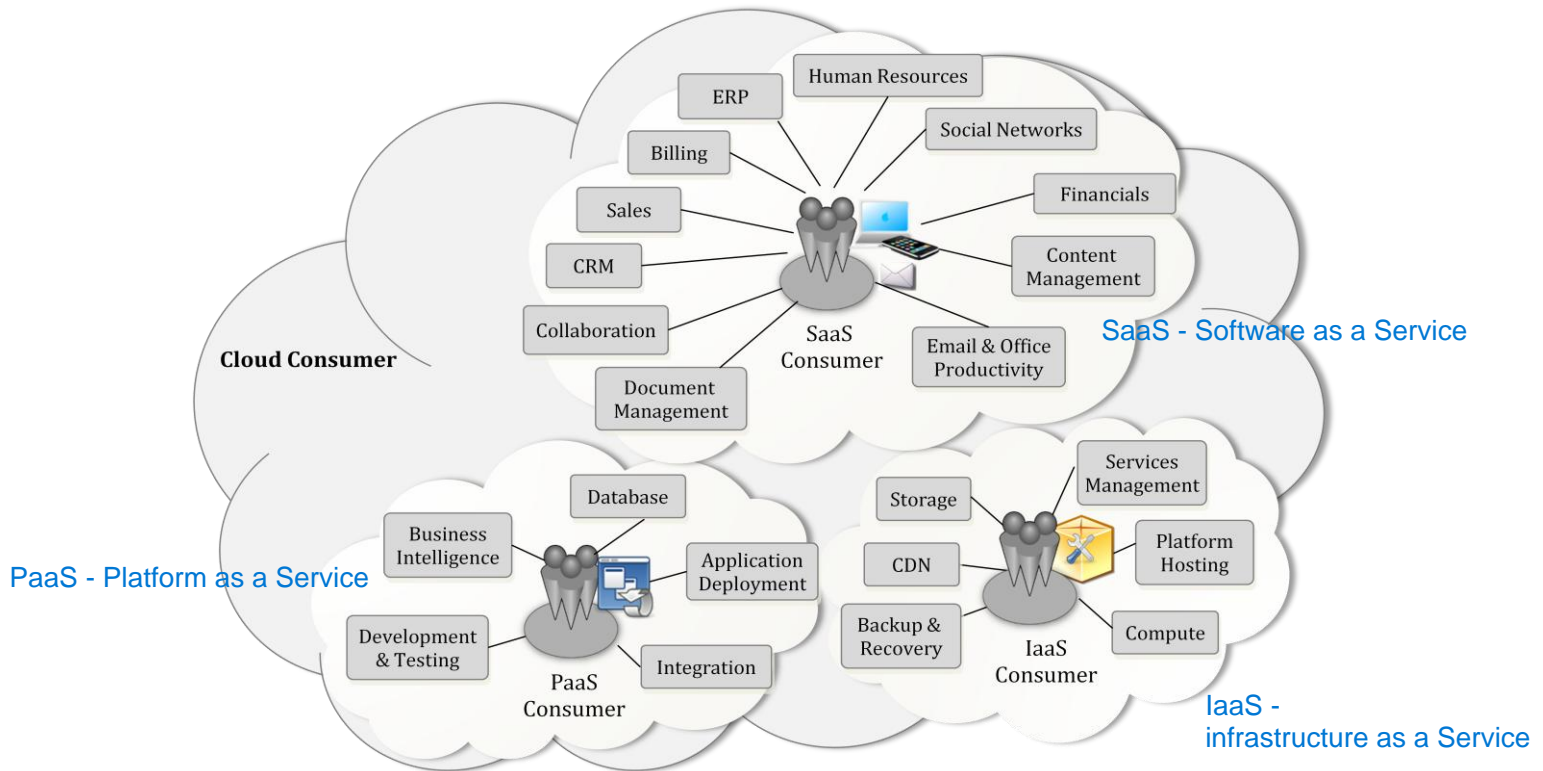 Human Resources
ERP
Social Networks
Billing
Financials
Sales
Content
Management
CRM
Collaboration
SaaS
Consumer
Email & Office
Productivity
SaaS - Software as a Service
Cloud Consumer
Document
Management
Database
Business
Intelligence
Application
Deployment
PaaS - Platform as a Service
Development
& Testing
Integration
PaaS
Consumer
Services
Management
Storage
Platform
Hosting
CDN
Backup &
Recovery
Compute
IaaS
Consumer
IaaS -
infrastructure as a Service